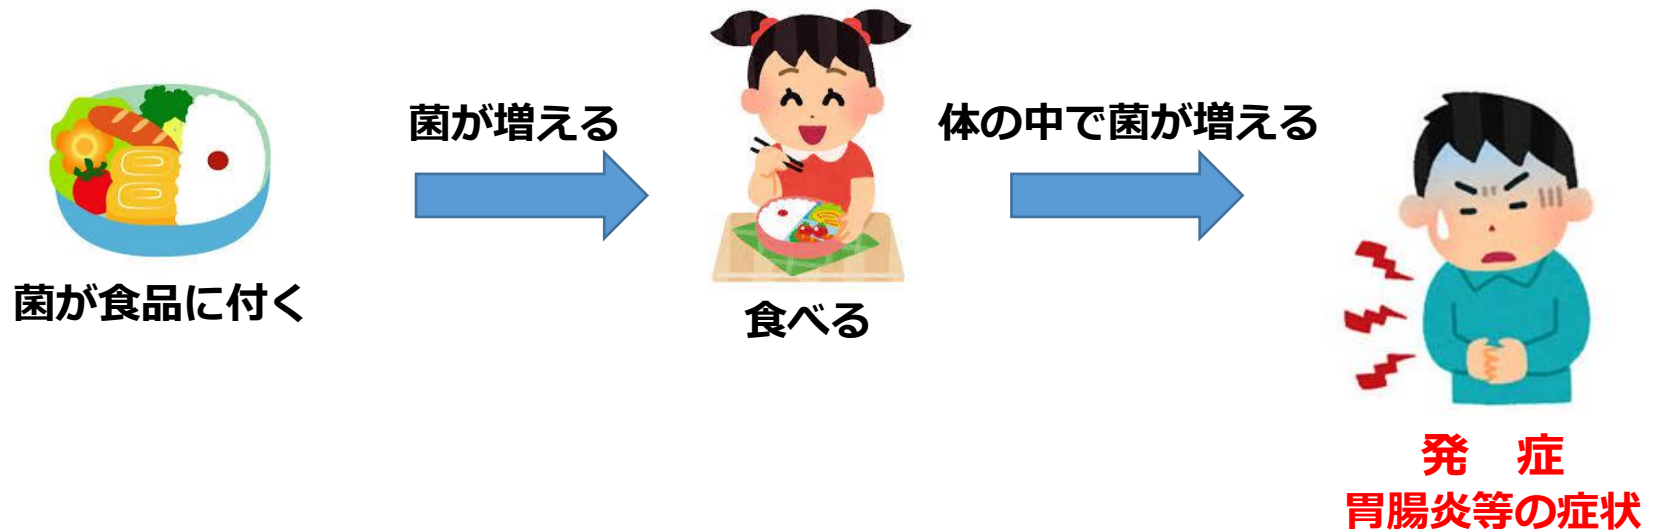 菌が食品に付く
菌が増える
食べる
体の中で菌が増える
発　症
胃腸炎等の症状